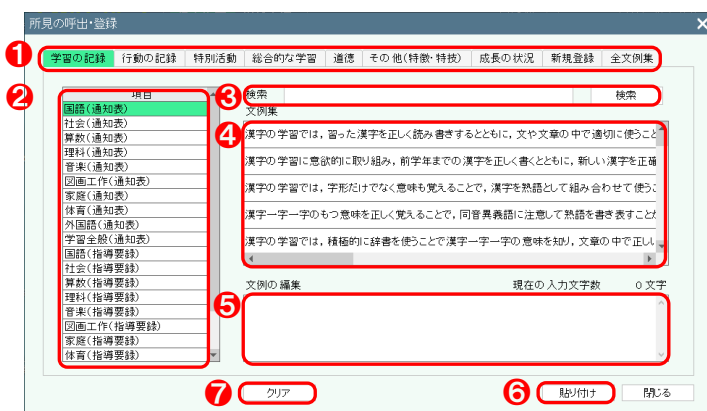 所見の呼出・登録
×
❶
学習の記録 行動の記録 特別活動 総合的な学習 道徳 その他(特徴・特技) 成長の状況 新規登録 全文例集
❷
項目
国語(通知表)
社会(通知表)
算数(通知表)
理科(通知表)
音楽(通知表)
図画工作(通知表)
家庭(通知表)
体育(通知表)
外国語(通知表)
学習全般(通知表)
国語(指導要録)
社会(指導要録)
算数(指導要録)
理科(指導要録)
音楽(指導要録)
図画工作(指導要録)
家庭(指導要録)
体育(指導要録)
❸
検索 検索
文例集
❹
漢字の学習では，習った漢字を正しく読み書きするとともに，文や文章の中で適切に使うこと
漢字の学習に意欲的に取り組み，前学年までの漢字を正しく書くとともに，新しい漢字を正確
漢字の学習では，字形だけでなく意味も覚えることで，漢字を熟語として組み合わせて使う
漢字一字一字のもつ意味を正しく覚えることで，同音異義語に注意して熟語を書き表すこと
漢字の学習では，積極的に辞書を使うことで漢字一字一字の意味を知り，文章の中で正し
文例の編集 現在の入力文字数 0文字
❺
❼ クリア ❻ 貼り付け 閉じる